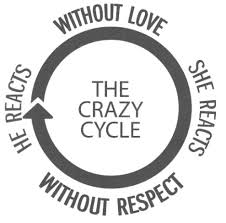 WITHOUT LOVE
SHE REACTS
WITHOUT RESPECT
HE REACTS
THE
CRAZY
CYCLE